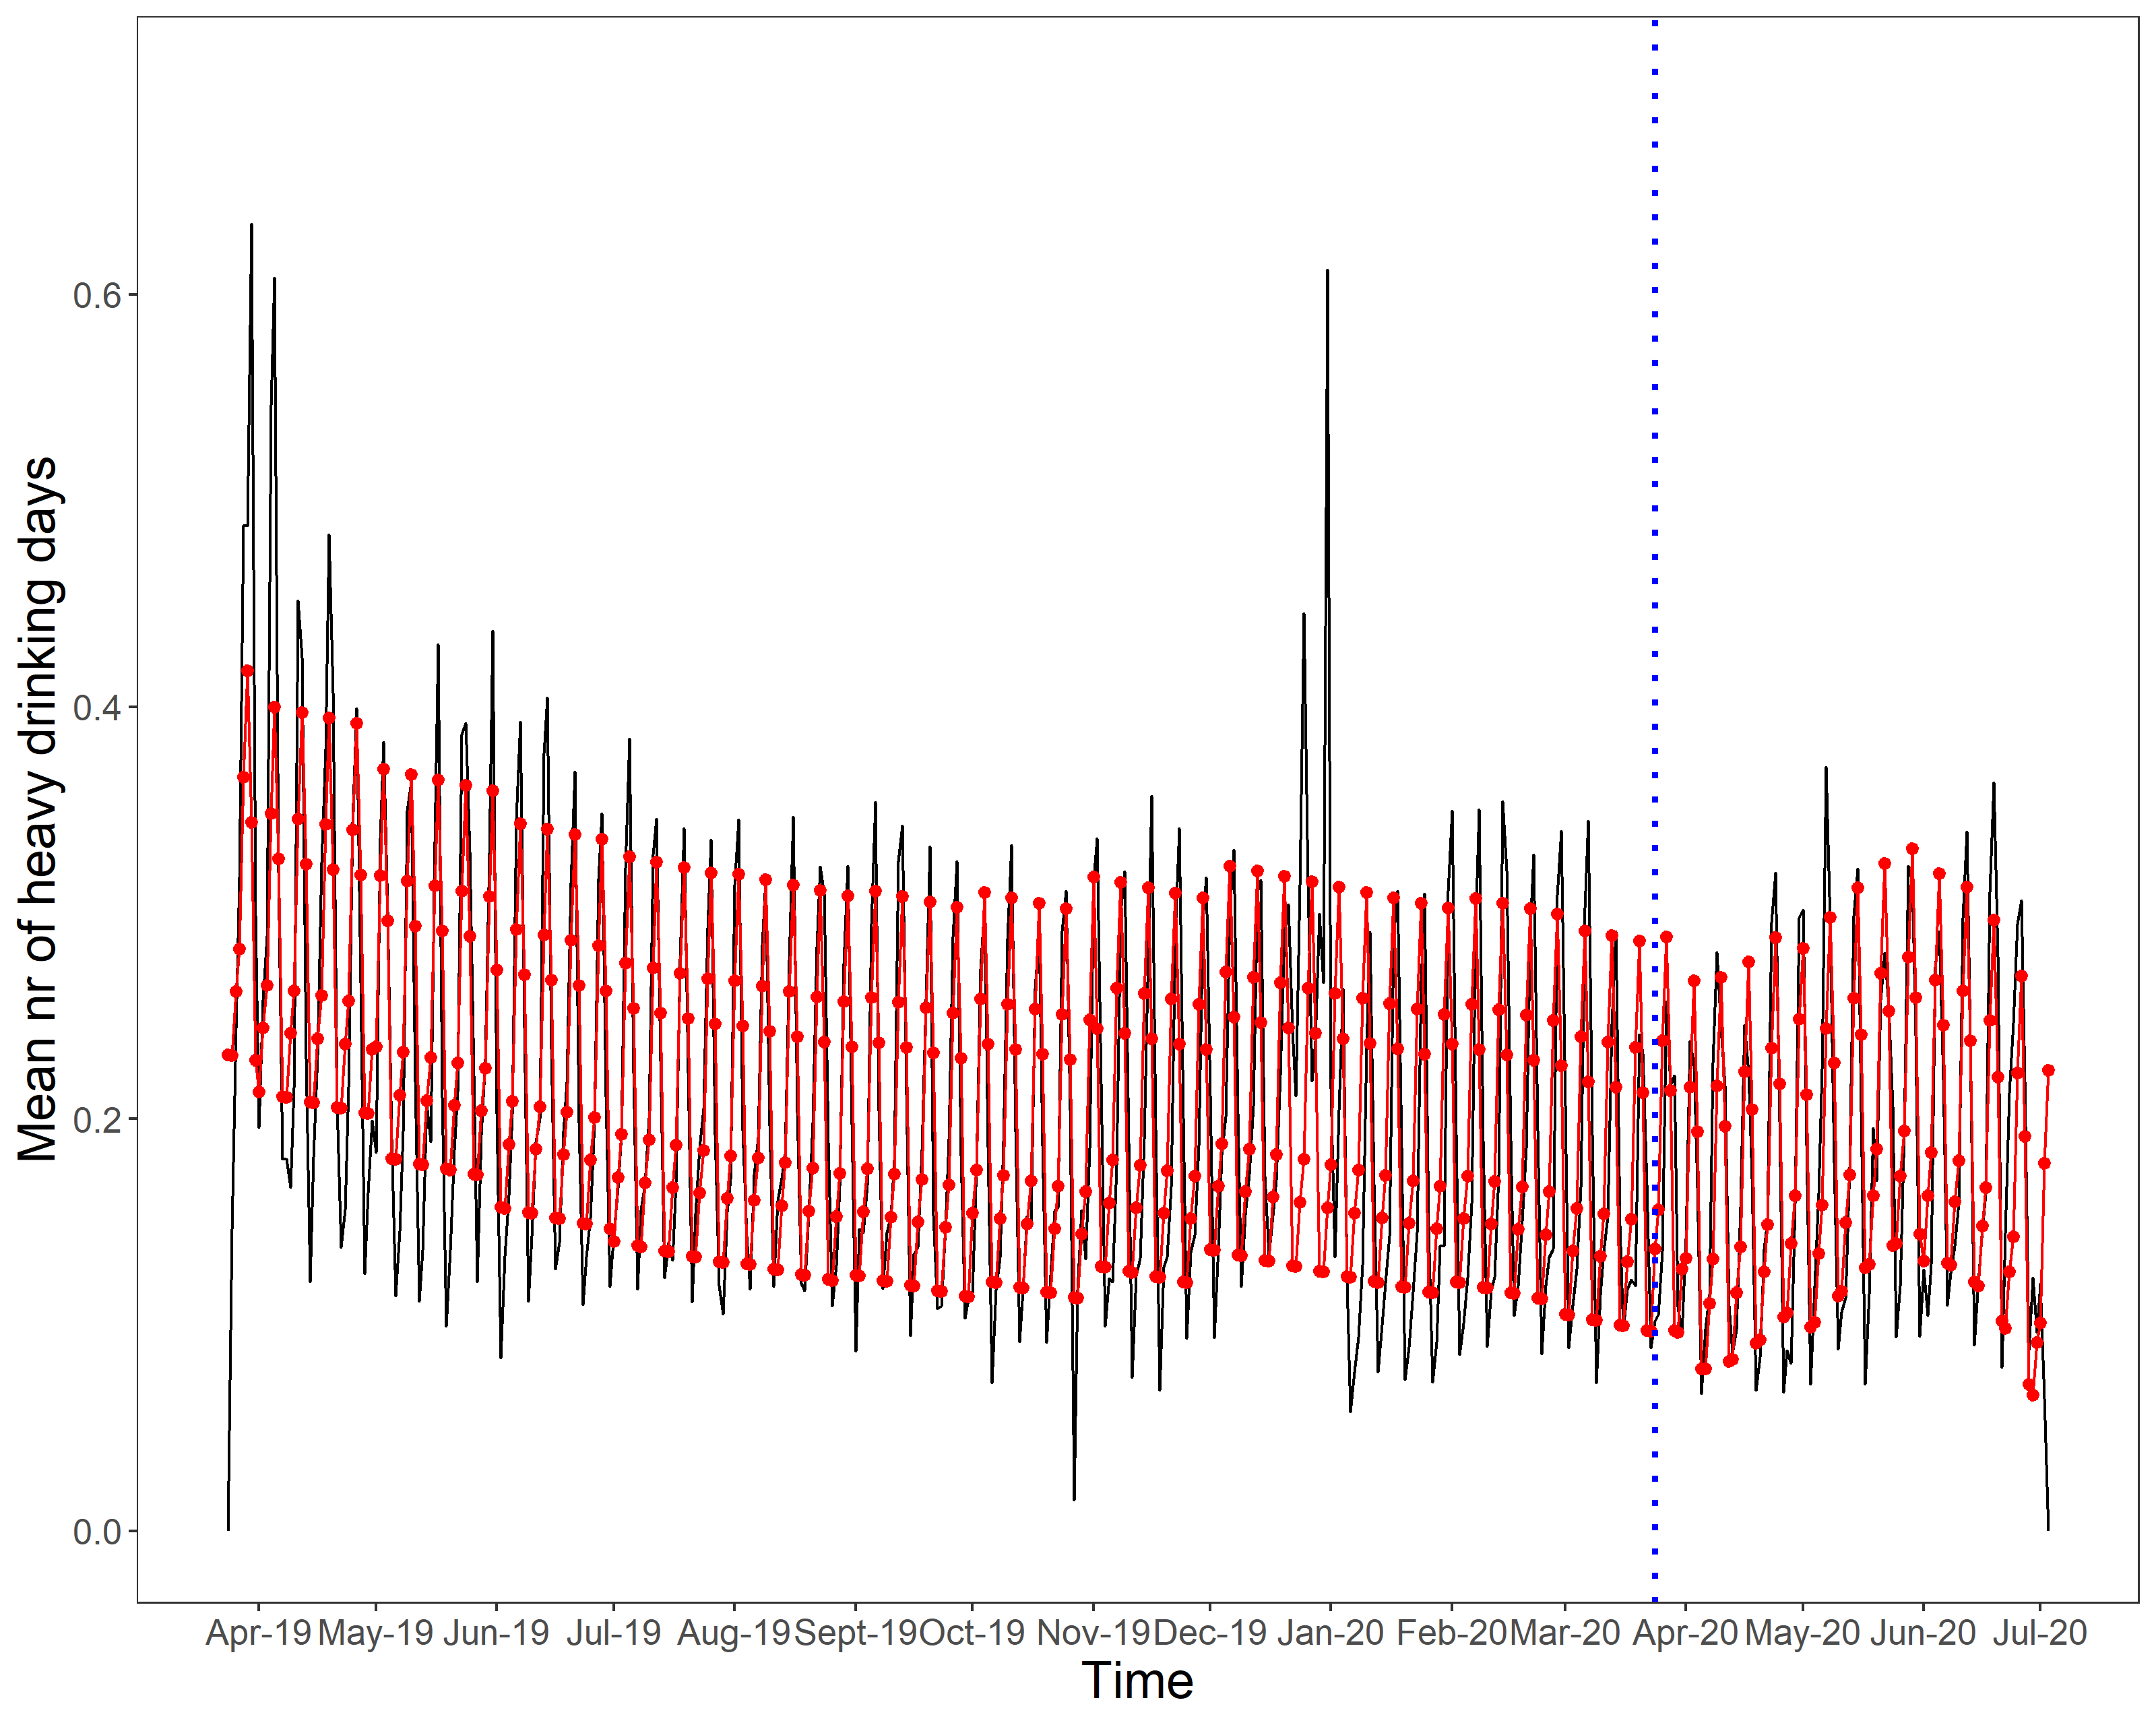 Mean nr of heavy drinking days
0.6
0.4
0.2
0.0
Apr-19 May-19 Jun-19 Jul-19 Aug-19 Sept-19 Oct-19 Nov-19 Dec-19 Jan-20 Feb-20 Mar-20 Apr-20 May-20 Jun-20 Jul-20
Time